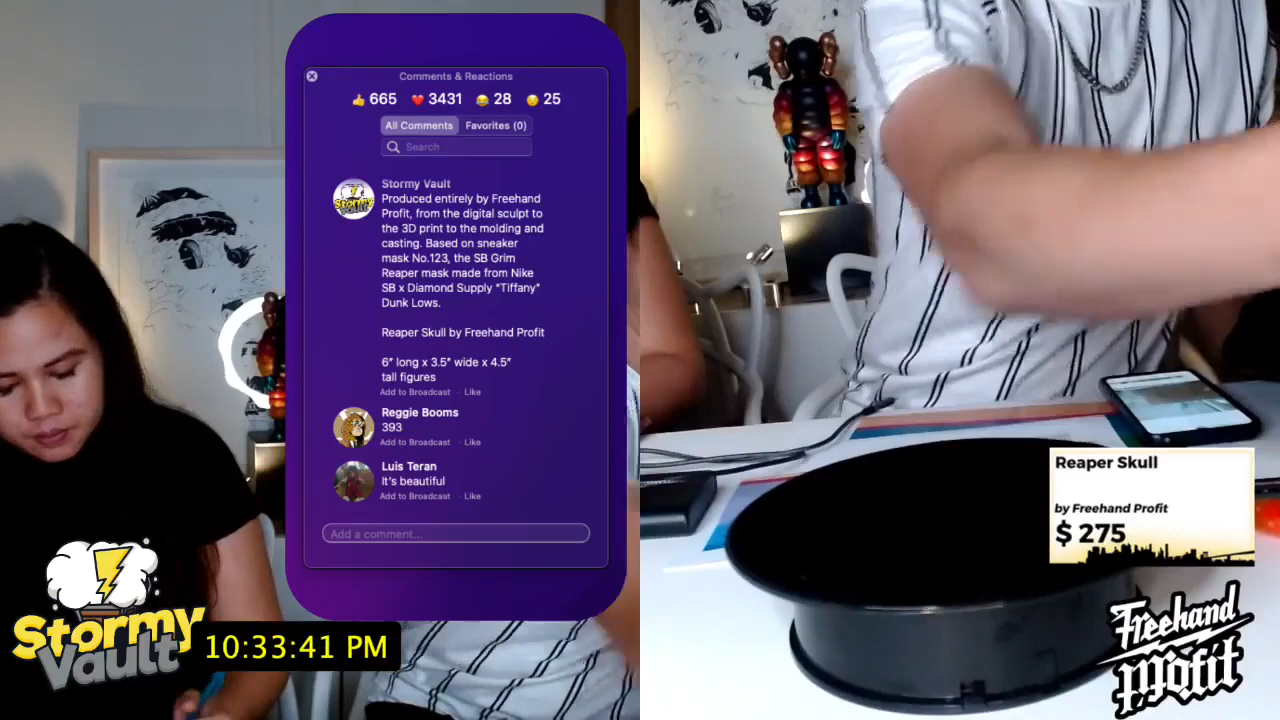 Comments & Reactions
665 3431 28 25
All Comments Favorites (0)
Search
Stormy Vault
Produced entirely by Freehand
Profit, from the digital sculpt to
the 3D print to the molding and
casting. Based on sneaker
mask No.123, the SB Grim
Reaper mask made from Nike
SB x Diamond Supply "Tiffany"
Dunk Lows.
Reaper Skull by Freehand Profit
6" long x 3.5" wide x 4.5"
tall figures
Add to Broadcast · Like
Reggie Booms
393
Add to Broadcast · Like
Luis Teran
It's beautiful
Add to Broadcast · Like
Add a comment...
Stormy
Vault
10:33:41 PM
Reaper Skull
by Freehand Profit
$ 275
Freehand
Profit